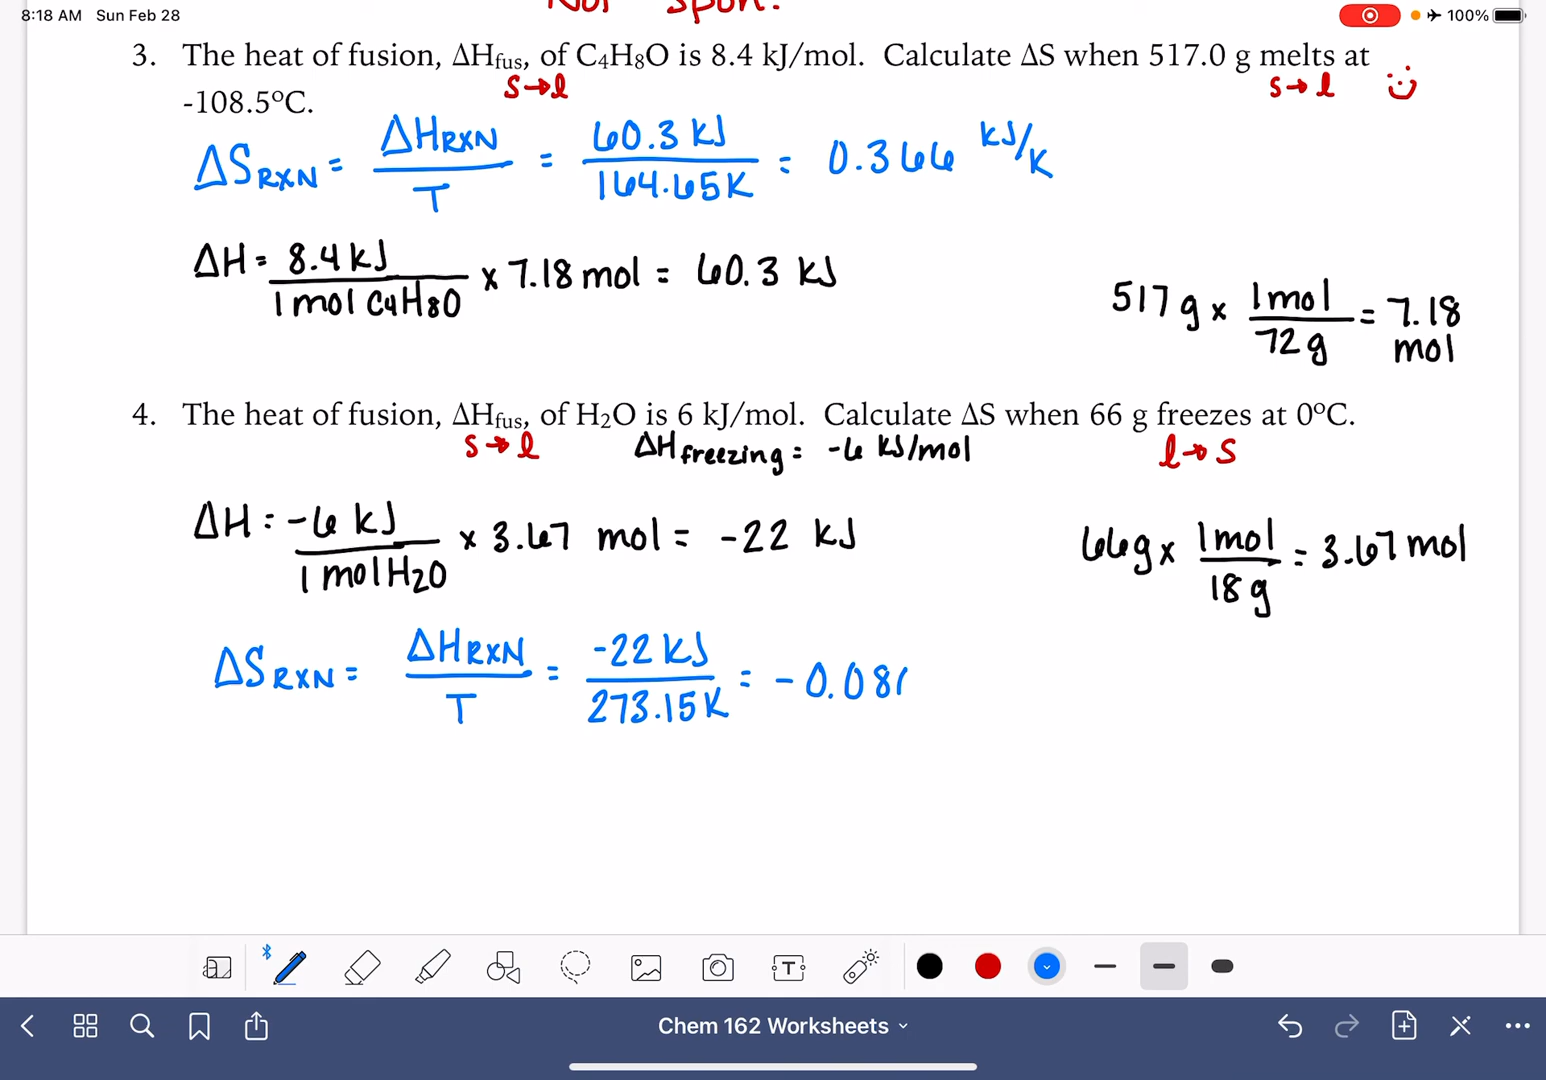 8:18 AM Sun Feb 28
100%
Not spon.
3. The heat of fusion, ΔHfus, of C4H8O is 8.4 kJ/mol. Calculate ΔS when 517.0 g melts at
s→l s→l
-108.5ºC.
ΔSRXN = ΔHRXN / T = 60.3 kJ / 164.65K = 0.366 kJ/K
ΔH = 8.4 kJ / 1 mol C4H8O x 7.18 mol = 60.3 kJ
517 g x 1 mol / 72 g = 7.18 mol
4. The heat of fusion, ΔHfus, of H2O is 6 kJ/mol. Calculate ΔS when 66 g freezes at 0ºC.
s→l ΔHfreezing = -6 kJ/mol l→s
ΔH = -6 kJ / 1 mol H2O x 3.67 mol = -22 kJ
66g x 1 mol / 18 g = 3.67 mol
ΔSRXN = ΔHRXN / T = -22 kJ / 273.15K = -0.08
a
T
Chem 162 Worksheets